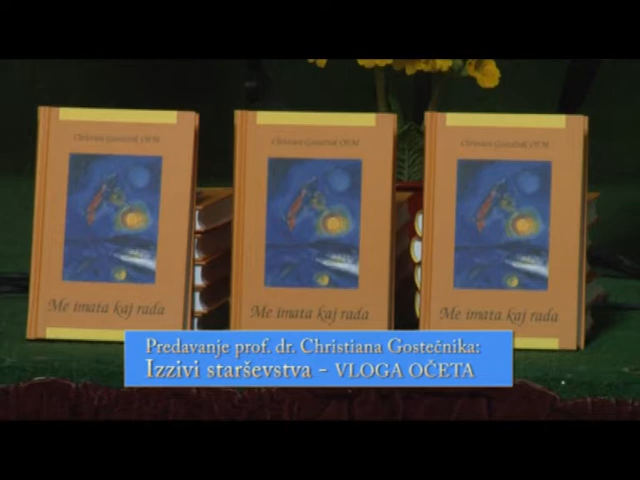 Christian Gostečnik OFM
Me imata kaj rada
Christian Gostečnik OFM
Me imata kaj rada
Christian Gostečnik OFM
Me imata kaj rada
Predavanje prof. dr. Christiana Gostečnika:
Izzivi starševstva - VLOGA OČETA